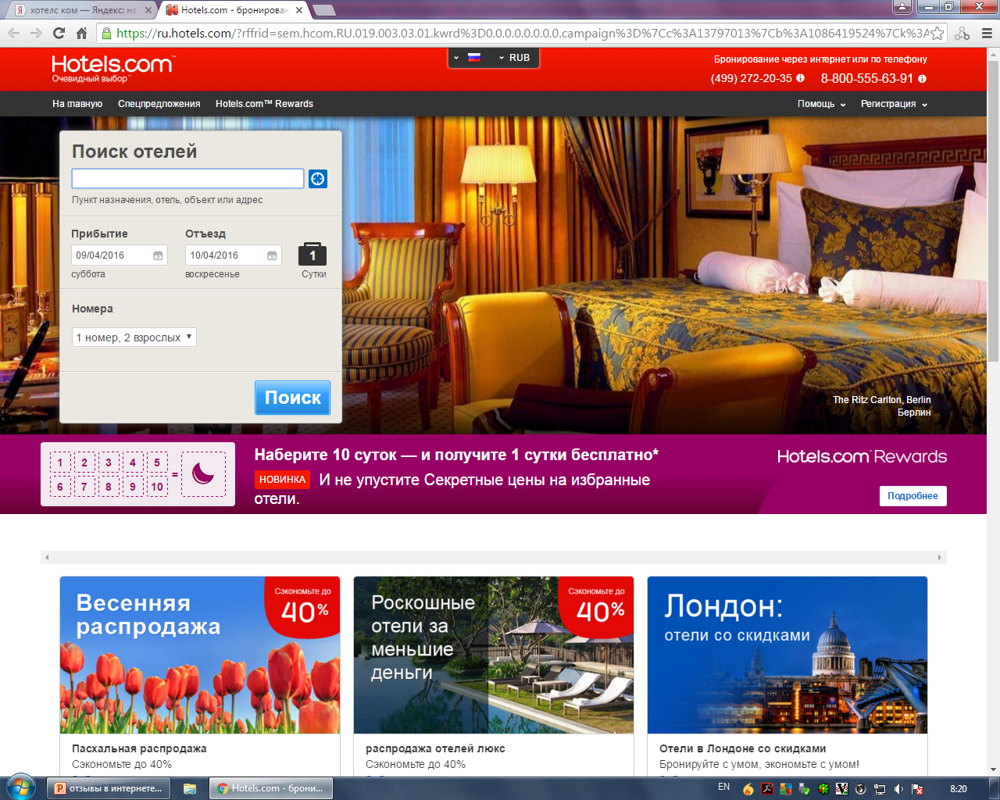 хотелс ком — Яндекс: на
Hotels.com - бронирован
https://ru.hotels.com/?rffrid=sem.hcom.RU.019.003.03.01.kwrd%3D0.0.0.0.0.0.0.campaign%3D%7Cc%3A13797013%7Cb%3A1086419524%7Ck%3A
Hotels.com™
Очевидный выбор™
RUB
Бронирование через интернет или по телефону
(499) 272-20-35 8-800-555-63-91
На главную Спецпредложения Hotels.com™ Rewards Помощь Регистрация
Поиск отелей
Пункт назначения, отель, объект или адрес
Прибытие Отъезд
09/04/2016 10/04/2016 1
суббота воскресенье Сутки
Номера
1 номер, 2 взрослых
Поиск
The Ritz Carlton, Berlin
Берлин
1 2 3 4 5
=
6 7 8 9 10
Наберите 10 суток — и получите 1 сутки бесплатно*
НОВИНКА И не упустите Секретные цены на избранные
отели.
Hotels.com™ Rewards
Подробнее
Весенняя
распродажа
Сэкономьте до
40%
Роскошные
отели за
меньшие
деньги
Сэкономьте до
40%
Лондон:
отели со скидками
Пасхальная распродажа
Сэкономьте до 40%
распродажа отелей люкс
Сэкономьте до 40%
Отели в Лондоне со скидками
Бронируйте с умом, экономьте с умом!
отзывы в интернете...
Hotels.com - брони...
EN
8:20